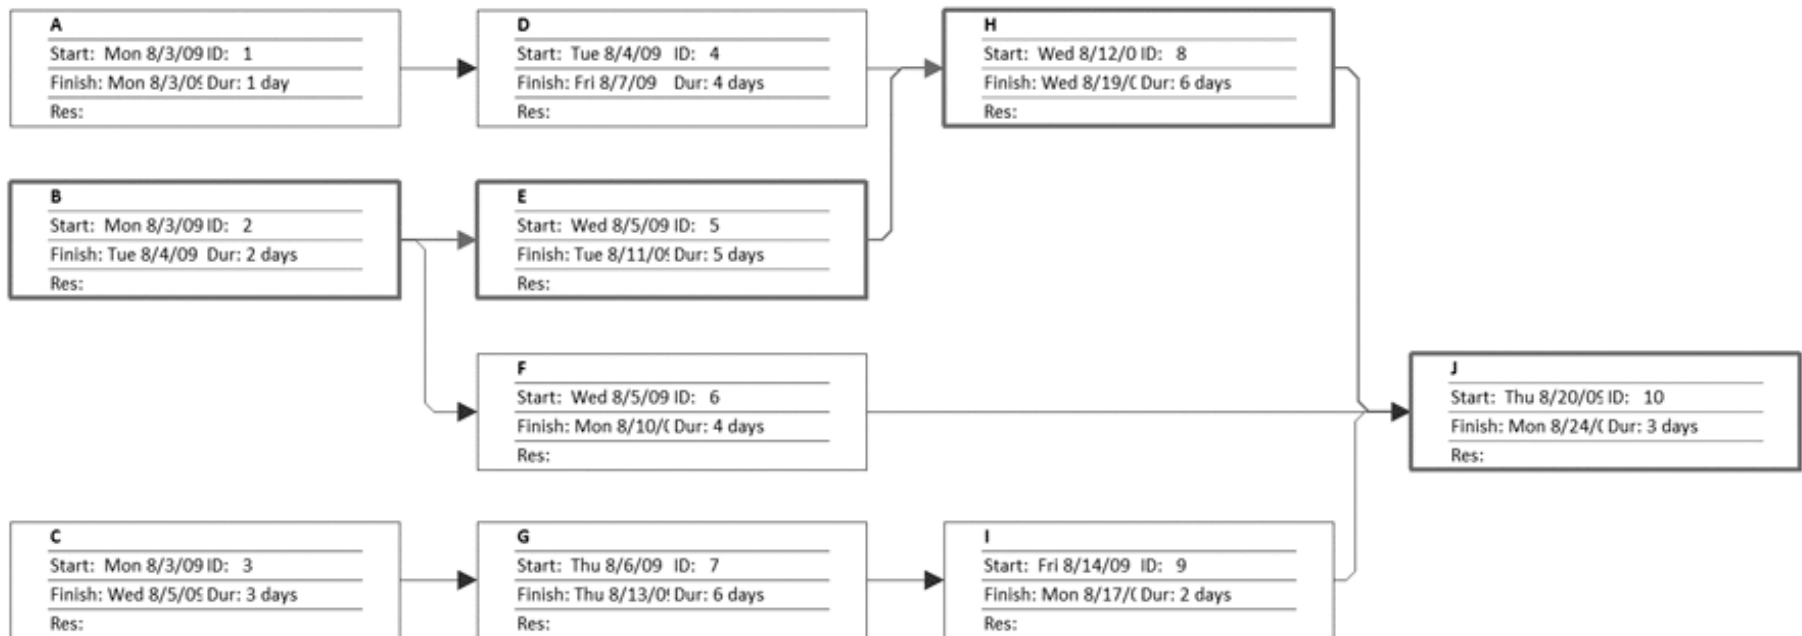 A
Start: Mon 8/3/09 ID: 1
Finish: Mon 8/3/09 Dur: 1 day
Res:
D
Start: Tue 8/4/09 ID: 4
Finish: Fri 8/7/09 Dur: 4 days
Res:
H
Start: Wed 8/12/0 ID: 8
Finish: Wed 8/19/0 Dur: 6 days
Res:
B
Start: Mon 8/3/09 ID: 2
Finish: Tue 8/4/09 Dur: 2 days
Res:
E
Start: Wed 8/5/09 ID: 5
Finish: Tue 8/11/09 Dur: 5 days
Res:
F
Start: Wed 8/5/09 ID: 6
Finish: Mon 8/10/0 Dur: 4 days
Res:
J
Start: Thu 8/20/09 ID: 10
Finish: Mon 8/24/0 Dur: 3 days
Res:
C
Start: Mon 8/3/09 ID: 3
Finish: Wed 8/5/09 Dur: 3 days
Res:
G
Start: Thu 8/6/09 ID: 7
Finish: Thu 8/13/09 Dur: 6 days
Res:
I
Start: Fri 8/14/09 ID: 9
Finish: Mon 8/17/0 Dur: 2 days
Res: